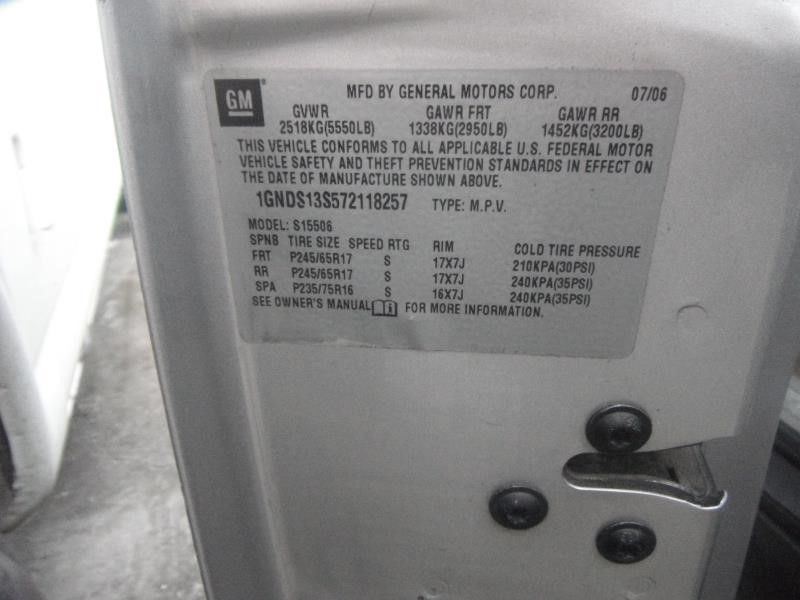 GM MFD BY GENERAL MOTORS CORP. 07/06
GVWR GAWR FRT GAWR RR
2518KG(5550LB) 1338KG(2950LB) 1452KG(3200LB)
THIS VEHICLE CONFORMS TO ALL APPLICABLE U.S. FEDERAL MOTOR
VEHICLE SAFETY AND THEFT PREVENTION STANDARDS IN EFFECT ON
THE DATE OF MANUFACTURE SHOWN ABOVE.
1GNDS13S572118257 TYPE: M.P.V.
MODEL: S15506
SPNB TIRE SIZE SPEED RTG RIM COLD TIRE PRESSURE
FRT P245/65R17 S 17X7J 210KPA(30PSI)
RR P245/65R17 S 17X7J 240KPA(35PSI)
SPA P235/75R16 S 16X7J 240KPA(35PSI)
SEE OWNER'S MANUAL FOR MORE INFORMATION.